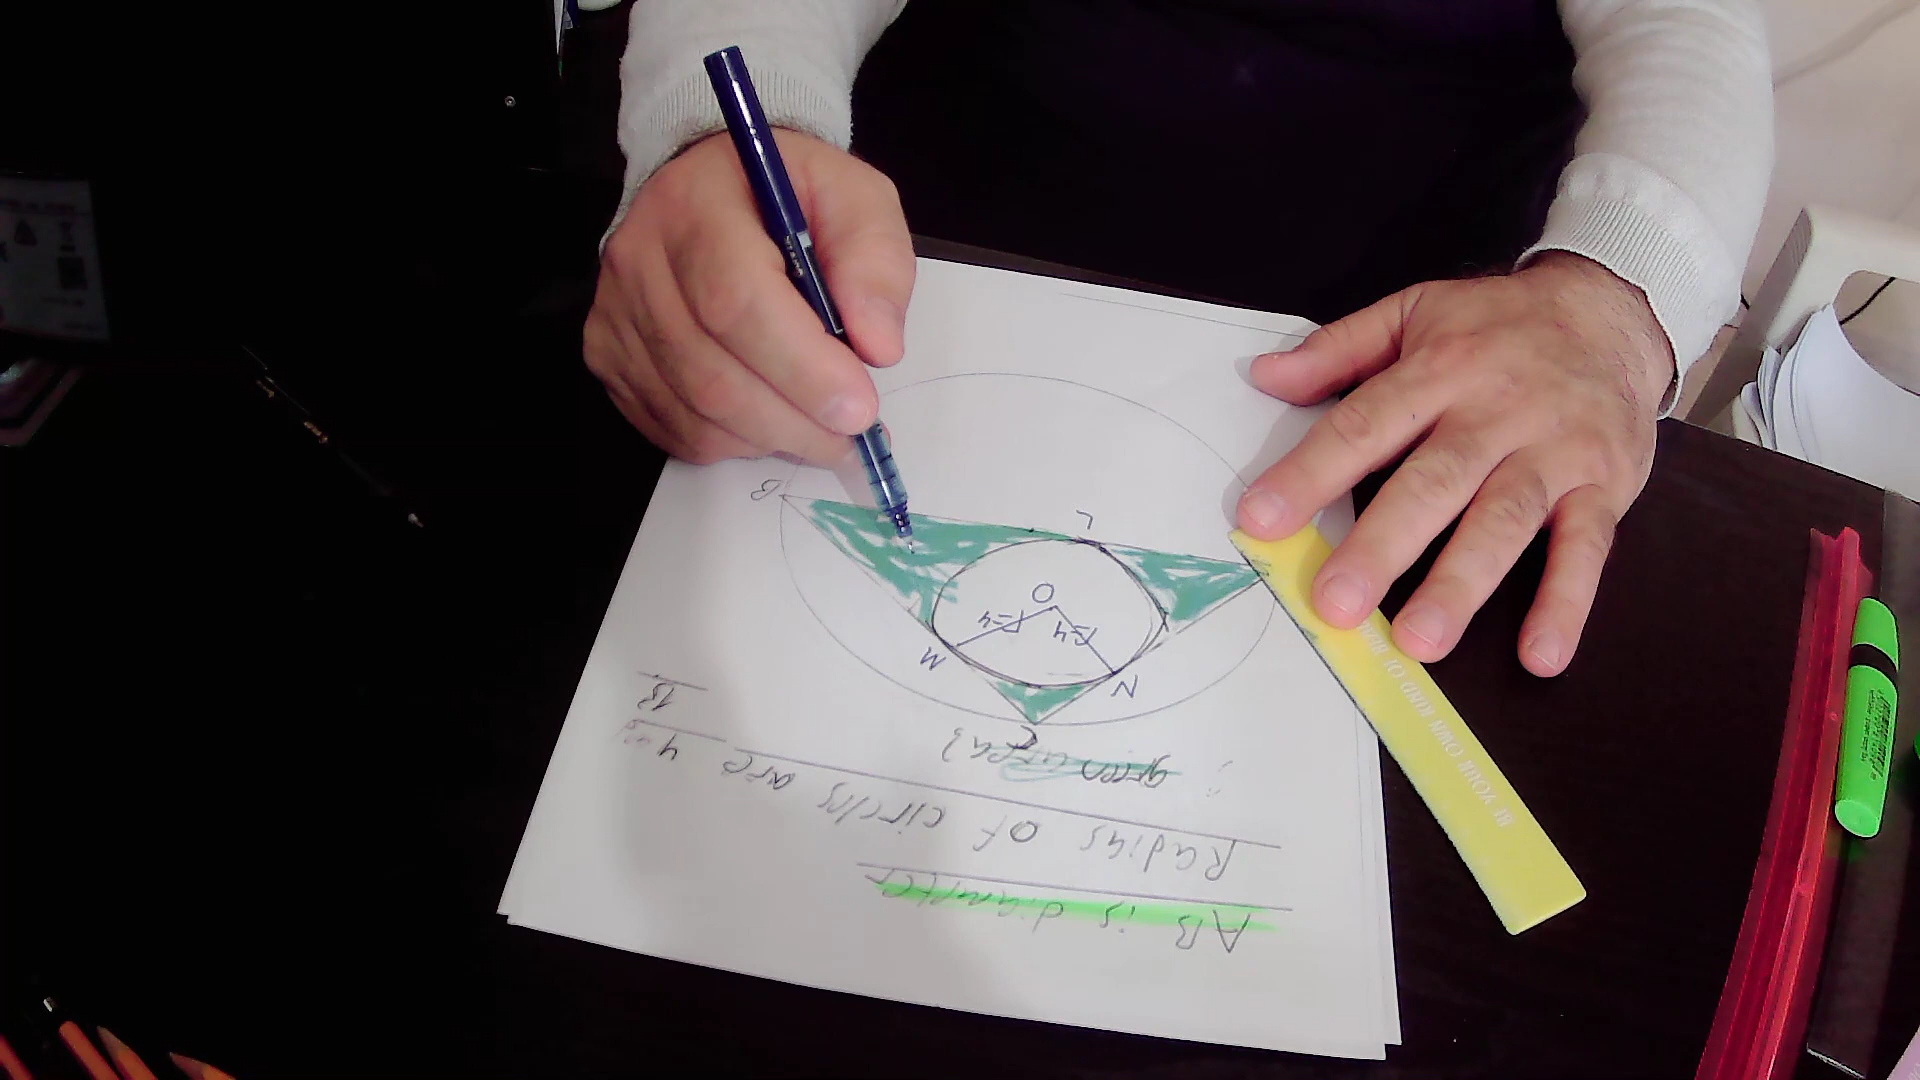 AB is diameter
Radius of circles are 4 and
13
green area?
C
N
M
r=4
r=4
O
L
B
BE YOUR OWN KIND OF BEAU